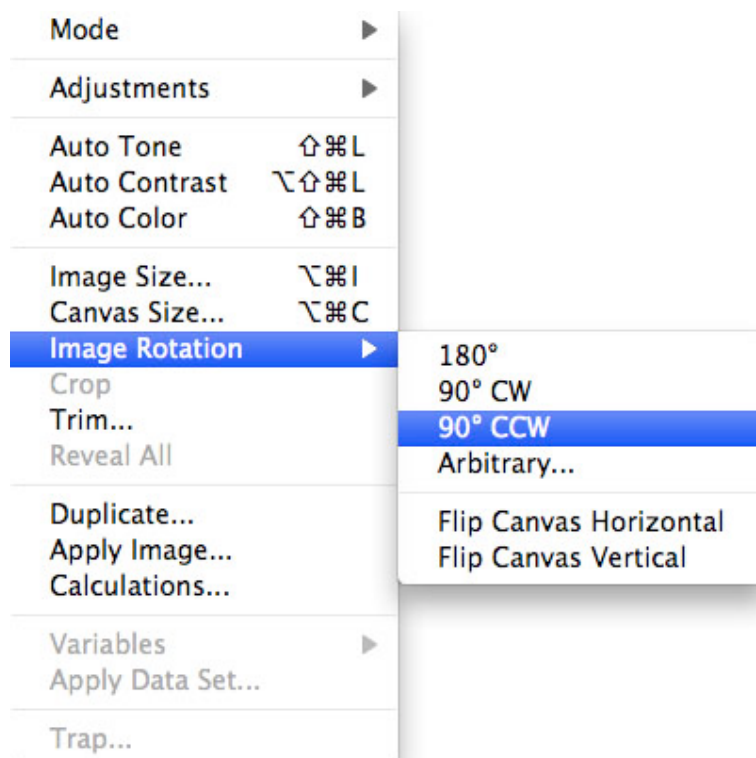 Mode
Adjustments
Auto Tone ⇧⌘L
Auto Contrast ⌥⇧⌘L
Auto Color ⇧⌘B
Image Size... ⌥⌘I
Canvas Size... ⌥⌘C
Image Rotation
Crop
Trim...
Reveal All
Duplicate...
Apply Image...
Calculations...
Variables
Apply Data Set...
Trap...
180°
90° CW
90° CCW
Arbitrary...
Flip Canvas Horizontal
Flip Canvas Vertical